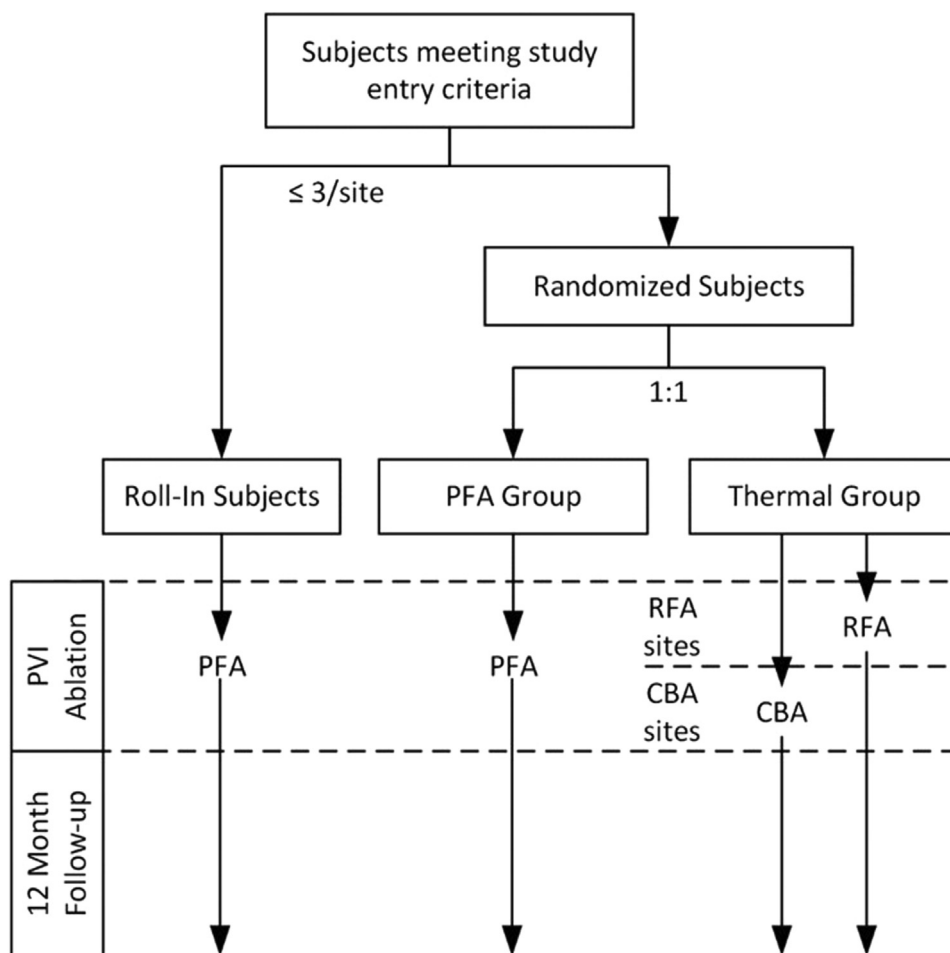 Subjects meeting study
entry criteria
≤ 3/site
Randomized Subjects
1:1
Roll-In Subjects
PFA Group
Thermal Group
PVI
Ablation
PFA
PFA
RFA
sites
RFA
CBA
sites
CBA
12 Month
Follow-up